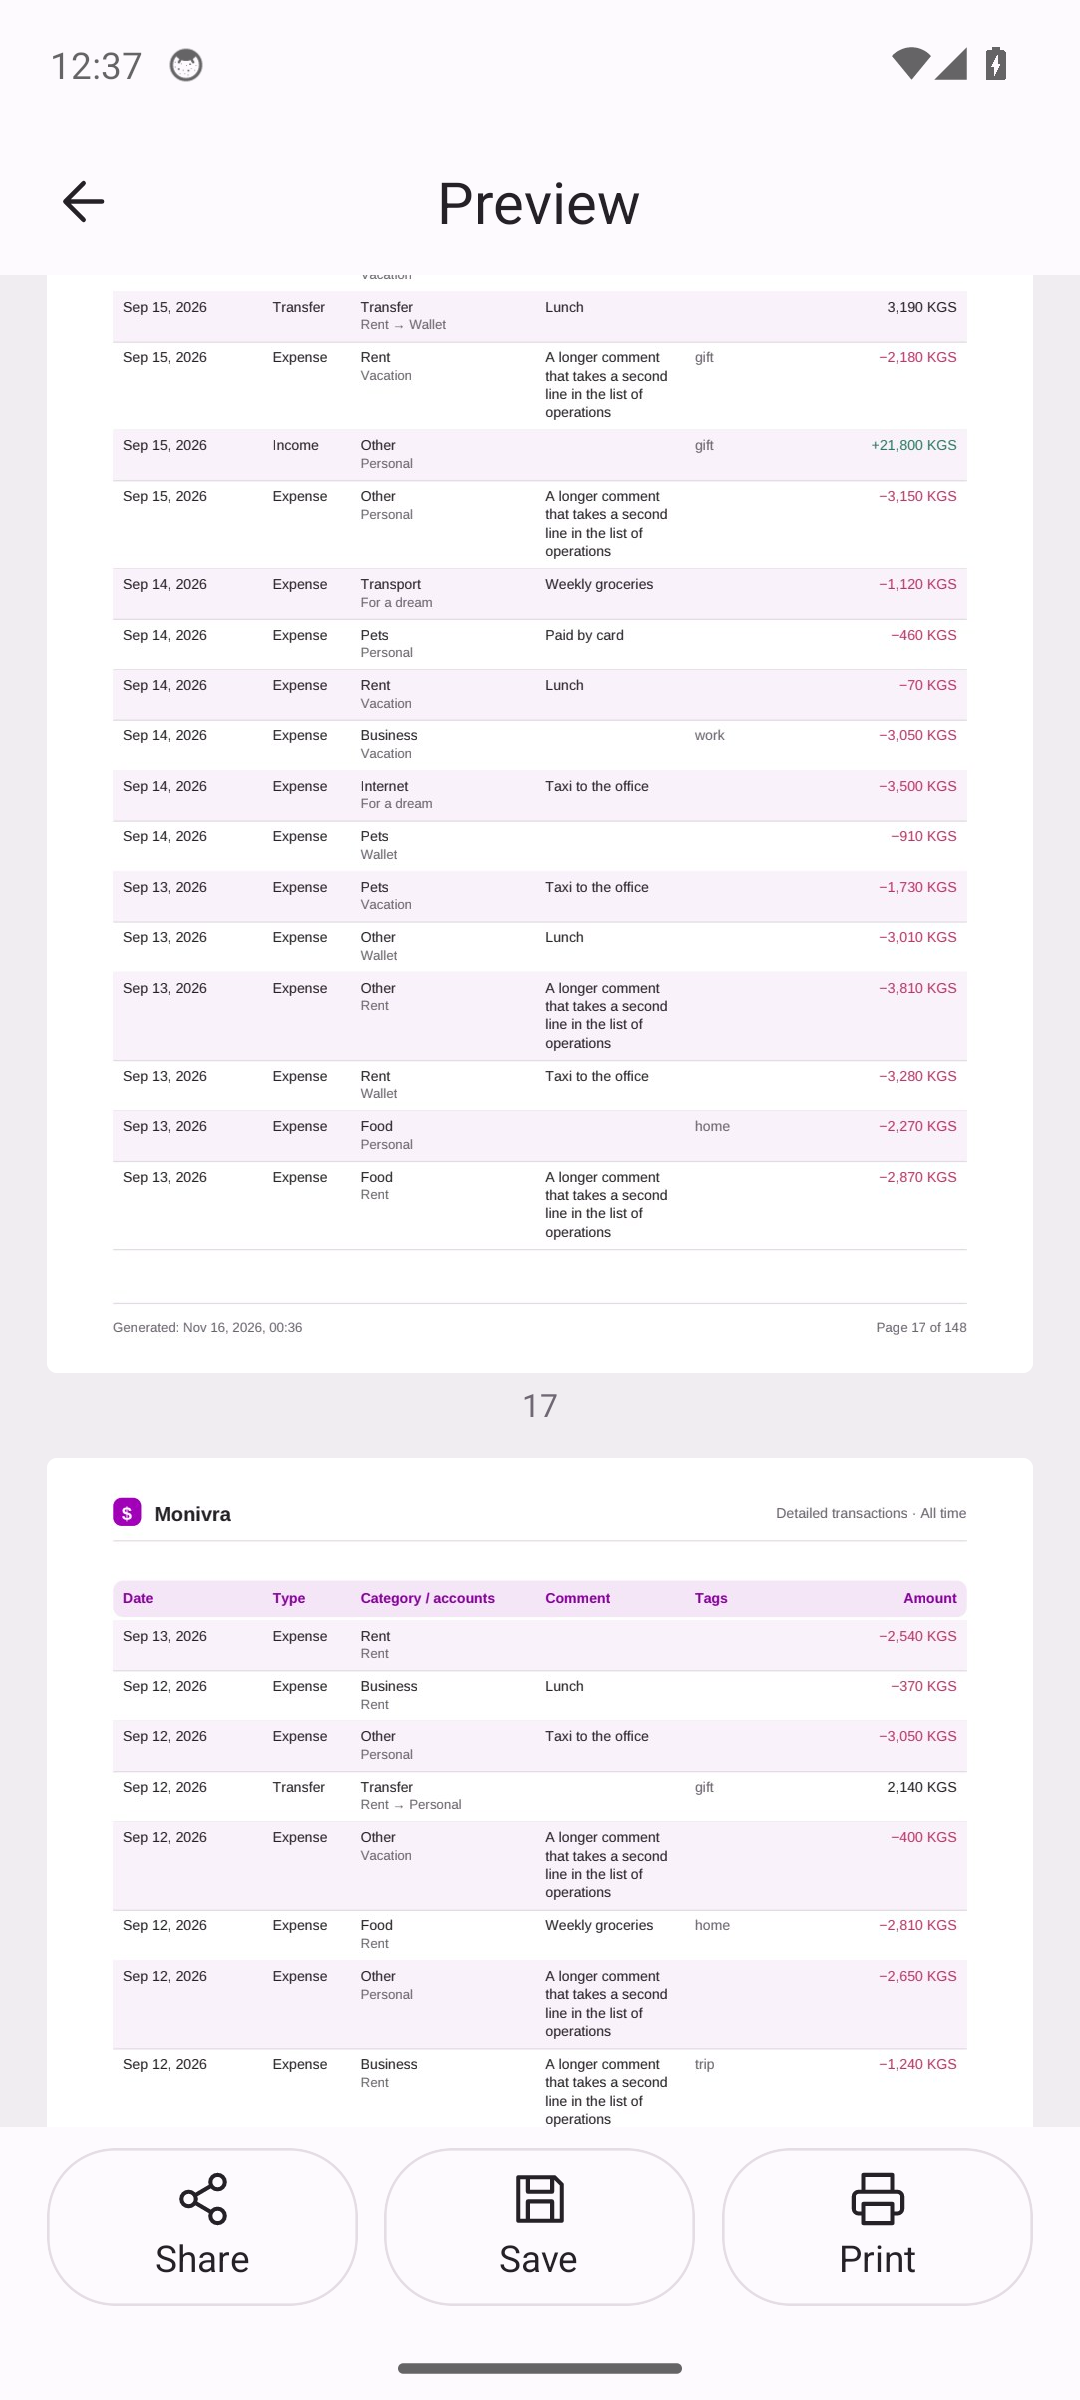 12:37
Preview
Vacation
Sep 15, 2026 Transfer Transfer Lunch 3,190 KGS
Rent → Wallet
Sep 15, 2026 Expense Rent A longer comment gift −2,180 KGS
Vacation that takes a second
line in the list of
operations
Sep 15, 2026 Income Other gift +21,800 KGS
Personal
Sep 15, 2026 Expense Other A longer comment −3,150 KGS
Personal that takes a second
line in the list of
operations
Sep 14, 2026 Expense Transport Weekly groceries −1,120 KGS
For a dream
Sep 14, 2026 Expense Pets Paid by card −460 KGS
Personal
Sep 14, 2026 Expense Rent Lunch −70 KGS
Vacation
Sep 14, 2026 Expense Business work −3,050 KGS
Vacation
Sep 14, 2026 Expense Internet Taxi to the office −3,500 KGS
For a dream
Sep 14, 2026 Expense Pets −910 KGS
Wallet
Sep 13, 2026 Expense Pets Taxi to the office −1,730 KGS
Vacation
Sep 13, 2026 Expense Other Lunch −3,010 KGS
Wallet
Sep 13, 2026 Expense Other A longer comment −3,810 KGS
Rent that takes a second
line in the list of
operations
Sep 13, 2026 Expense Rent Taxi to the office −3,280 KGS
Wallet
Sep 13, 2026 Expense Food home −2,270 KGS
Personal
Sep 13, 2026 Expense Food A longer comment −2,870 KGS
Rent that takes a second
line in the list of
operations
Generated: Nov 16, 2026, 00:36 Page 17 of 148
17
$ Monivra Detailed transactions · All time
Date Type Category / accounts Comment Tags Amount
Sep 13, 2026 Expense Rent −2,540 KGS
Rent
Sep 12, 2026 Expense Business Lunch −370 KGS
Rent
Sep 12, 2026 Expense Other Taxi to the office −3,050 KGS
Personal
Sep 12, 2026 Transfer Transfer gift 2,140 KGS
Rent → Personal
Sep 12, 2026 Expense Other A longer comment −400 KGS
Vacation that takes a second
line in the list of
operations
Sep 12, 2026 Expense Food Weekly groceries home −2,810 KGS
Rent
Sep 12, 2026 Expense Other A longer comment −2,650 KGS
Personal that takes a second
line in the list of
operations
Sep 12, 2026 Expense Business A longer comment trip −1,240 KGS
Rent that takes a second
line in the list of
operations
Share Save Print